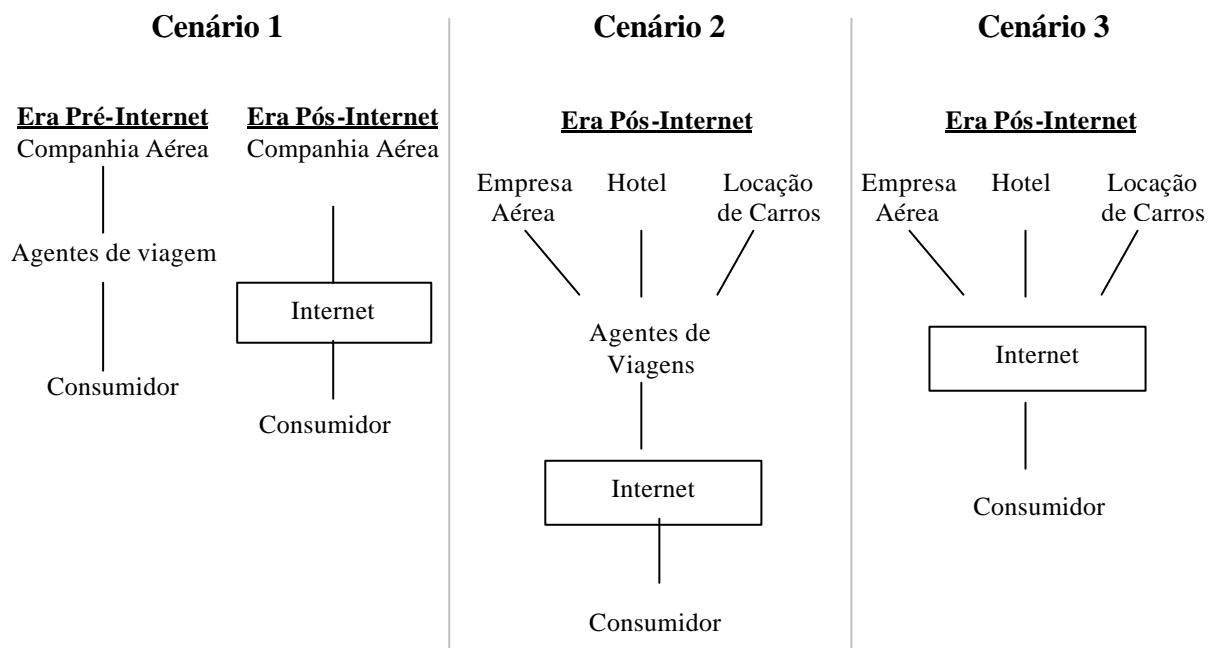 Cenário 1
Era Pré-Internet
Companhia Aérea
Agentes de viagem
Consumidor
Era Pós-Internet
Companhia Aérea
Internet
Consumidor
Cenário 2
Era Pós-Internet
Empresa
Aérea
Hotel
Locação
de Carros
Agentes de
Viagens
Internet
Consumidor
Cenário 3
Era Pós-Internet
Empresa
Aérea
Hotel
Locação
de Carros
Internet
Consumidor